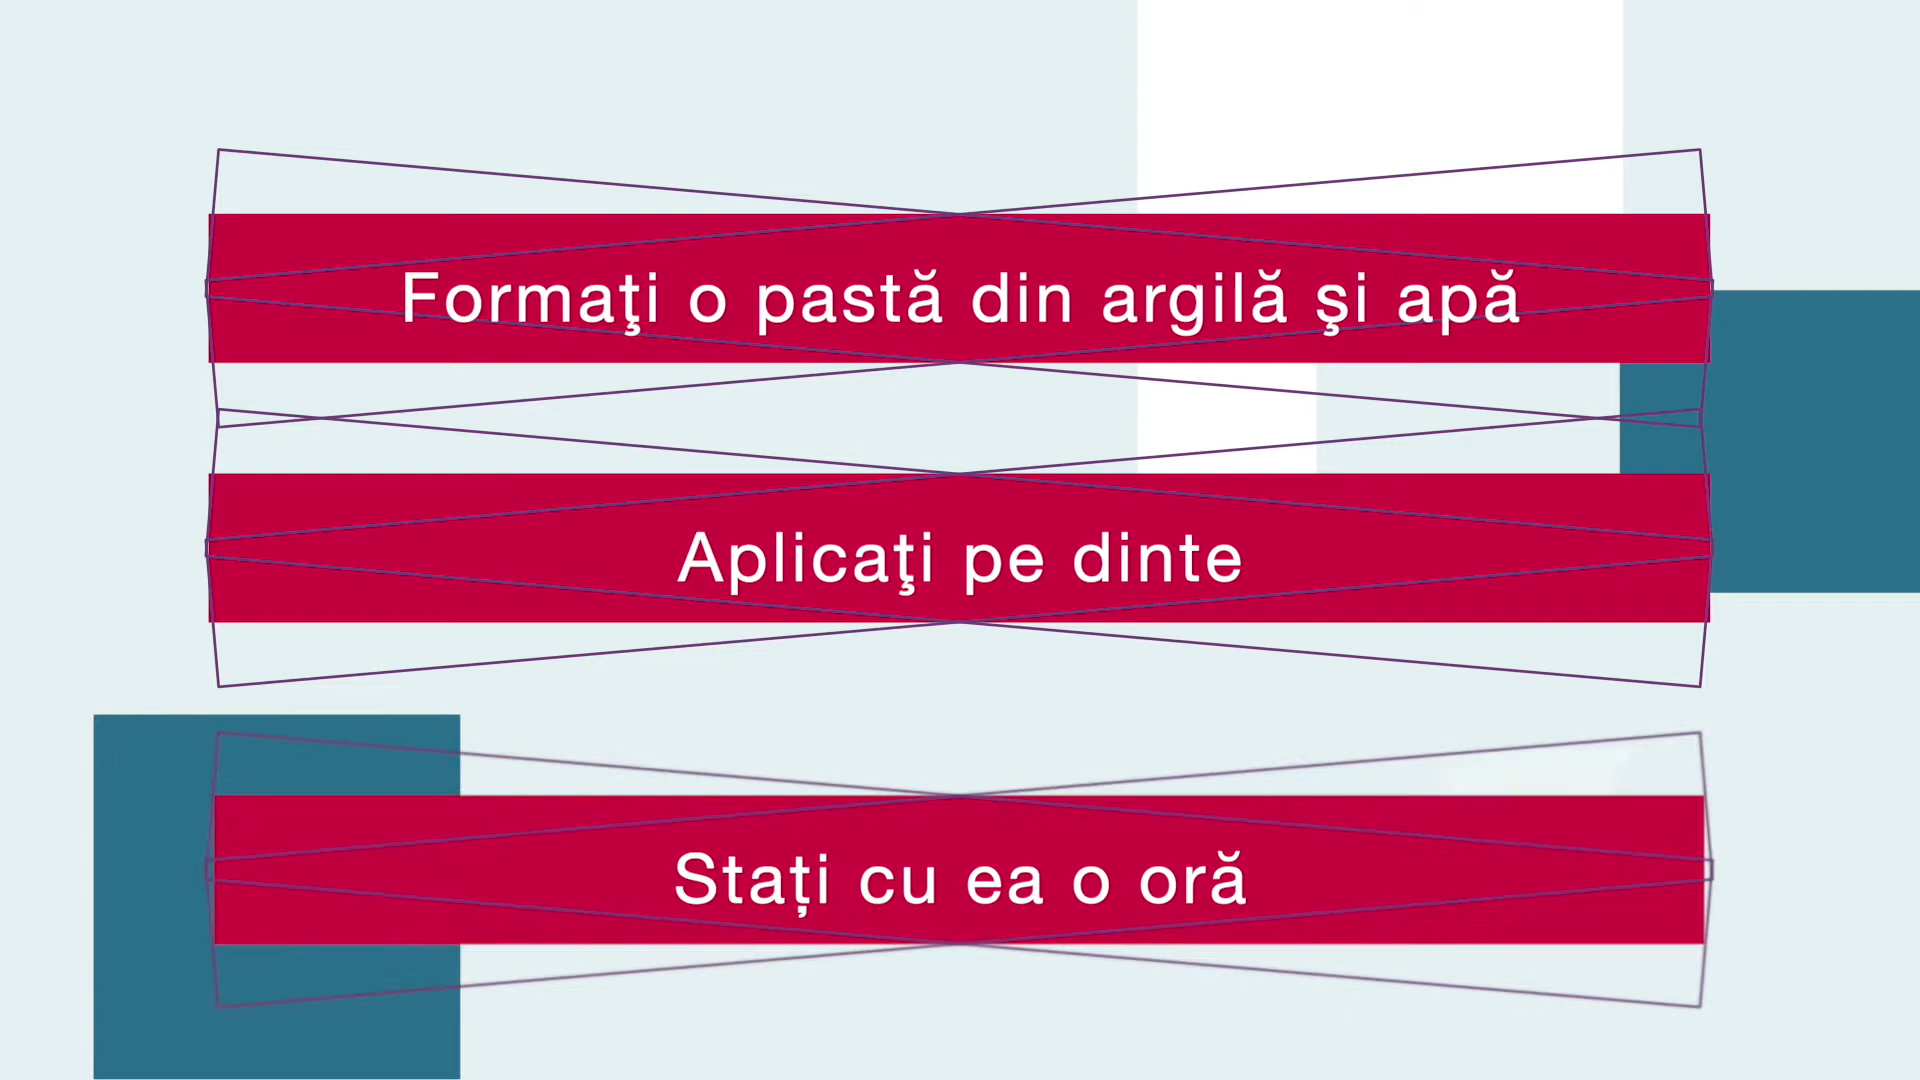 Formaţi o pastă din argilă şi apă
Aplicaţi pe dinte
Stați cu ea o oră